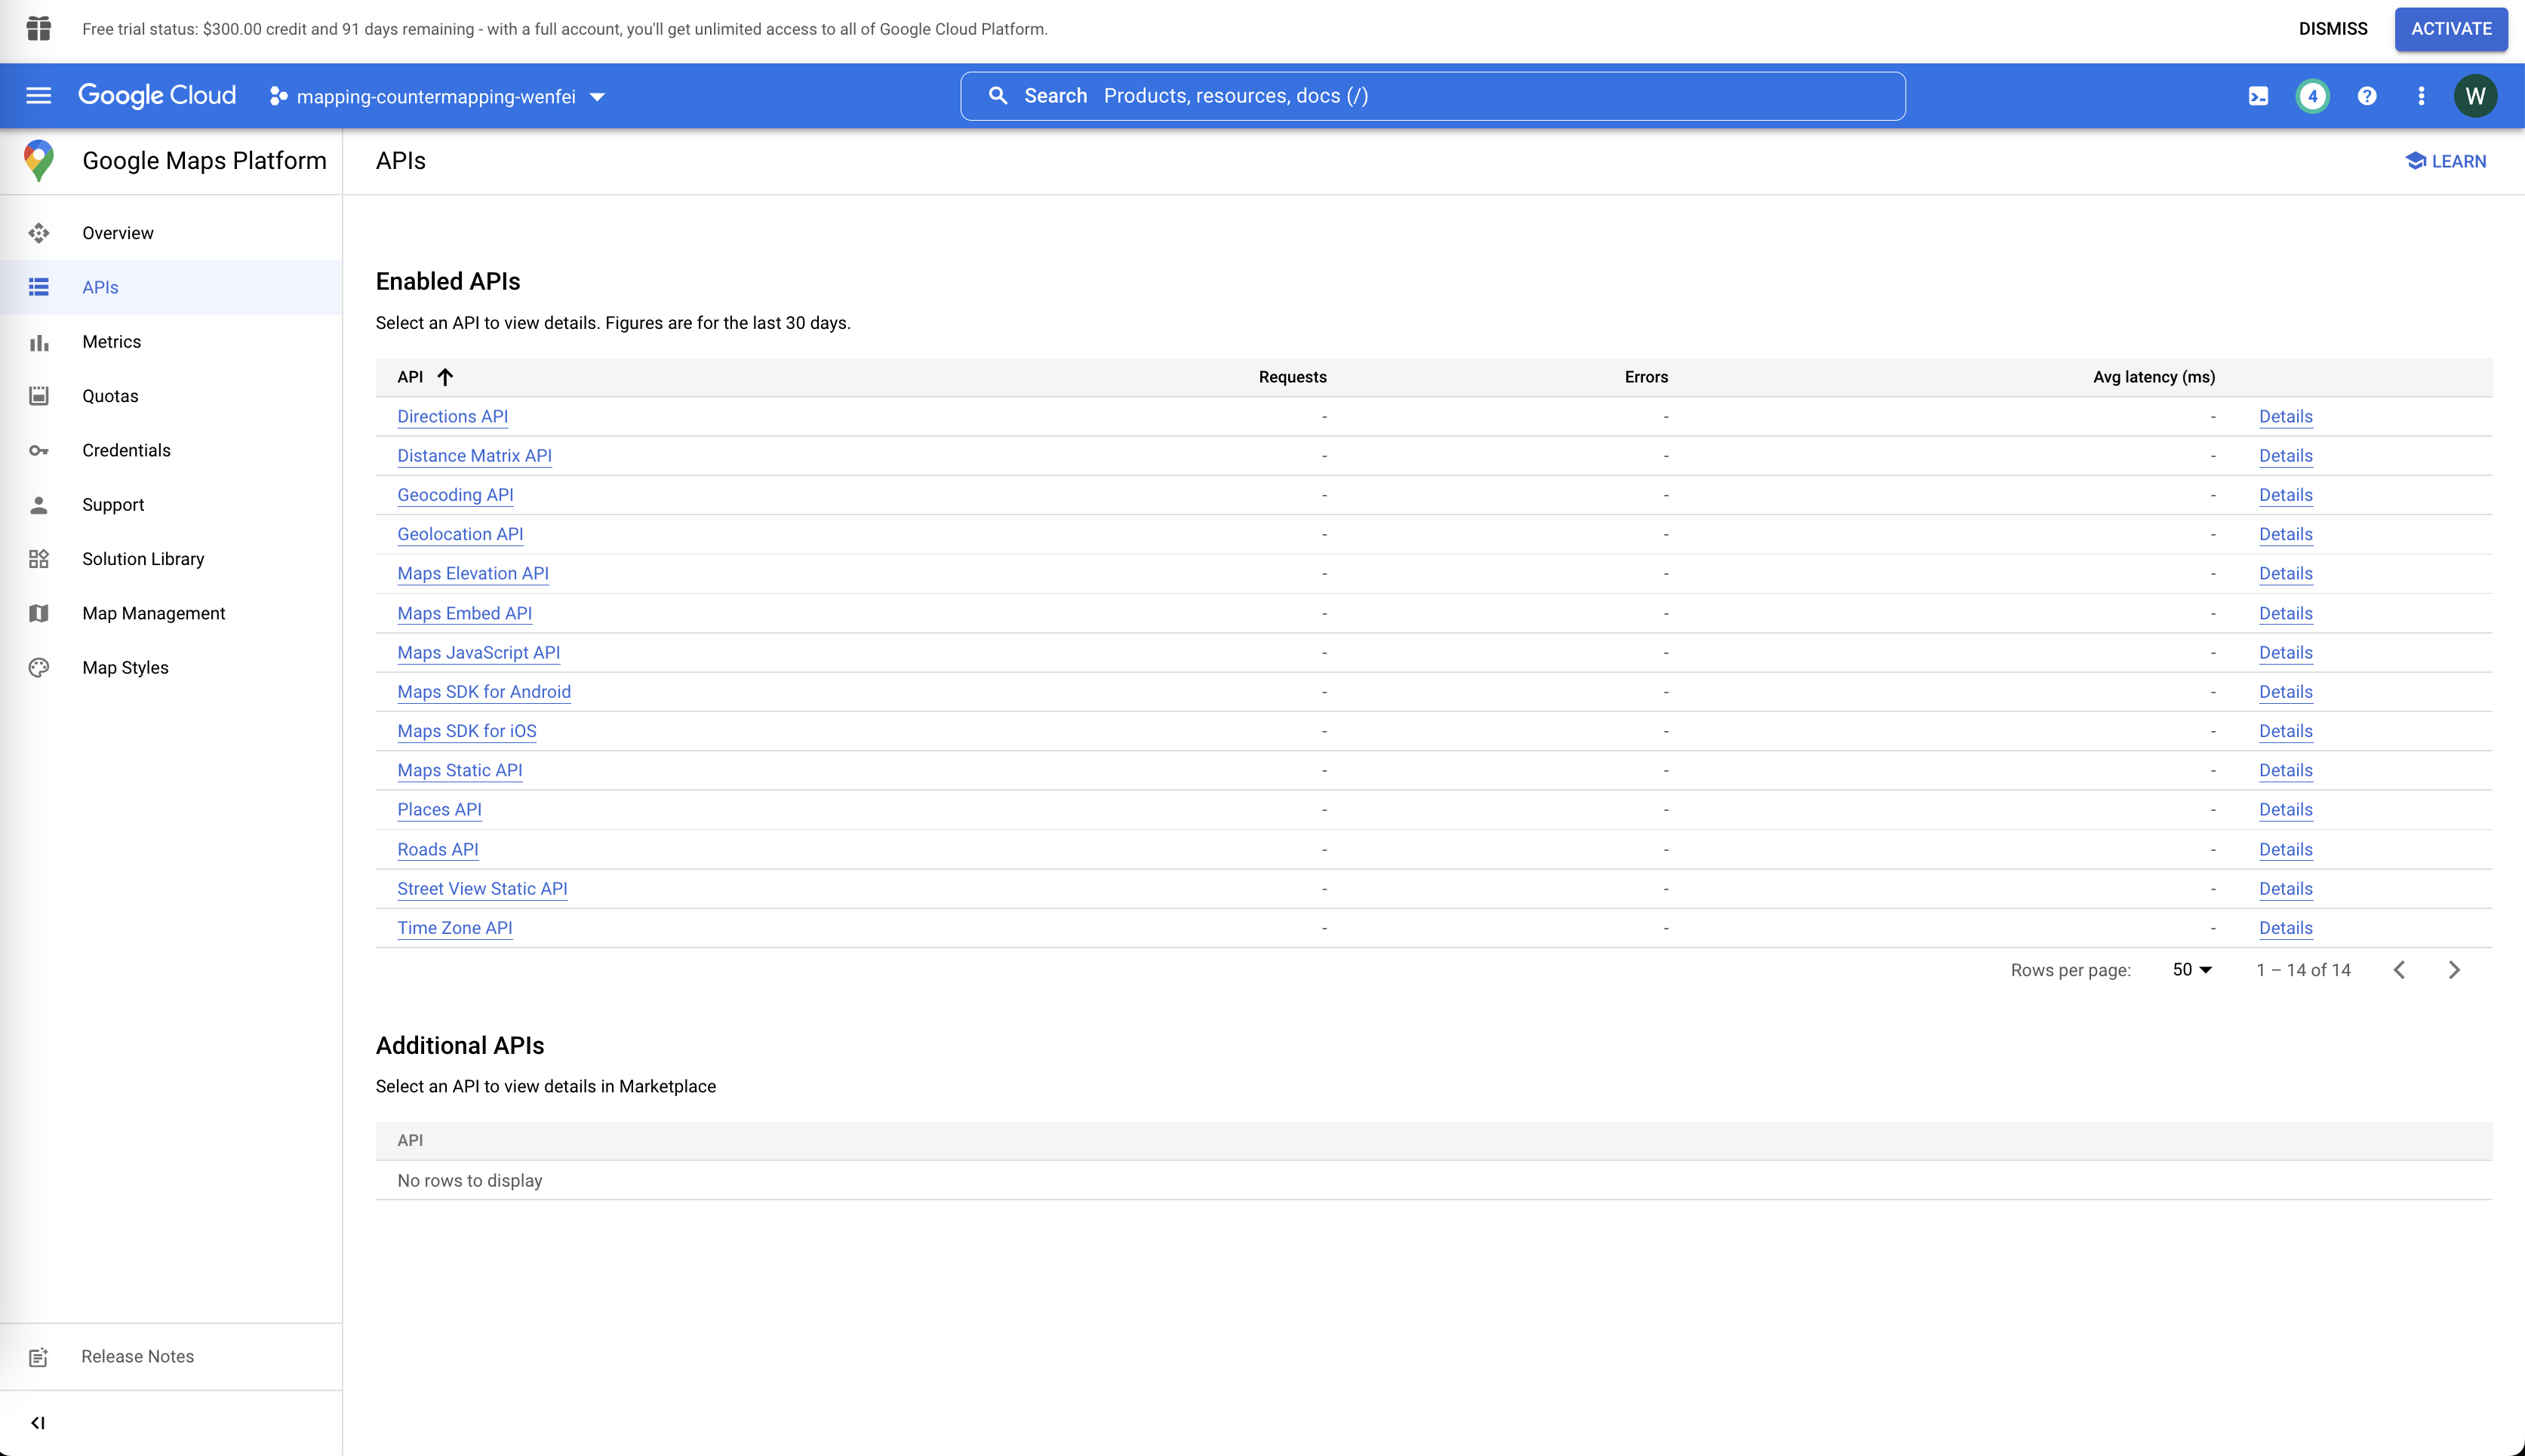 Free trial status: $300.00 credit and 91 days remaining - with a full account, you'll get unlimited access to all of Google Cloud Platform.
DISMISS
ACTIVATE
Google Cloud
mapping-countermapping-wenfei
Search Products, resources, docs (/)
4
W
Google Maps Platform
APIs
LEARN
Overview
APIs
Metrics
Quotas
Credentials
Support
Solution Library
Map Management
Map Styles
Release Notes
Enabled APIs
Select an API to view details. Figures are for the last 30 days.
API Requests Errors Avg latency (ms)
Directions API - - - Details
Distance Matrix API - - - Details
Geocoding API - - - Details
Geolocation API - - - Details
Maps Elevation API - - - Details
Maps Embed API - - - Details
Maps JavaScript API - - - Details
Maps SDK for Android - - - Details
Maps SDK for iOS - - - Details
Maps Static API - - - Details
Places API - - - Details
Roads API - - - Details
Street View Static API - - - Details
Time Zone API - - - Details
Rows per page: 50 1 – 14 of 14
Additional APIs
Select an API to view details in Marketplace
API
No rows to display